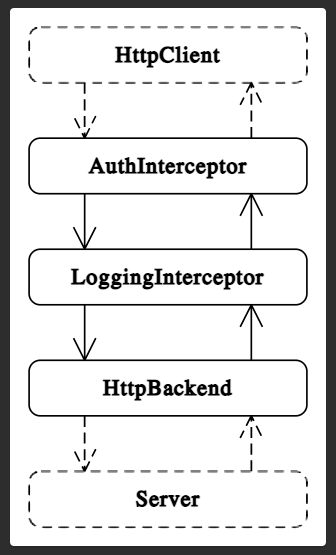 HttpClient
AuthInterceptor
LoggingInterceptor
HttpBackend
Server